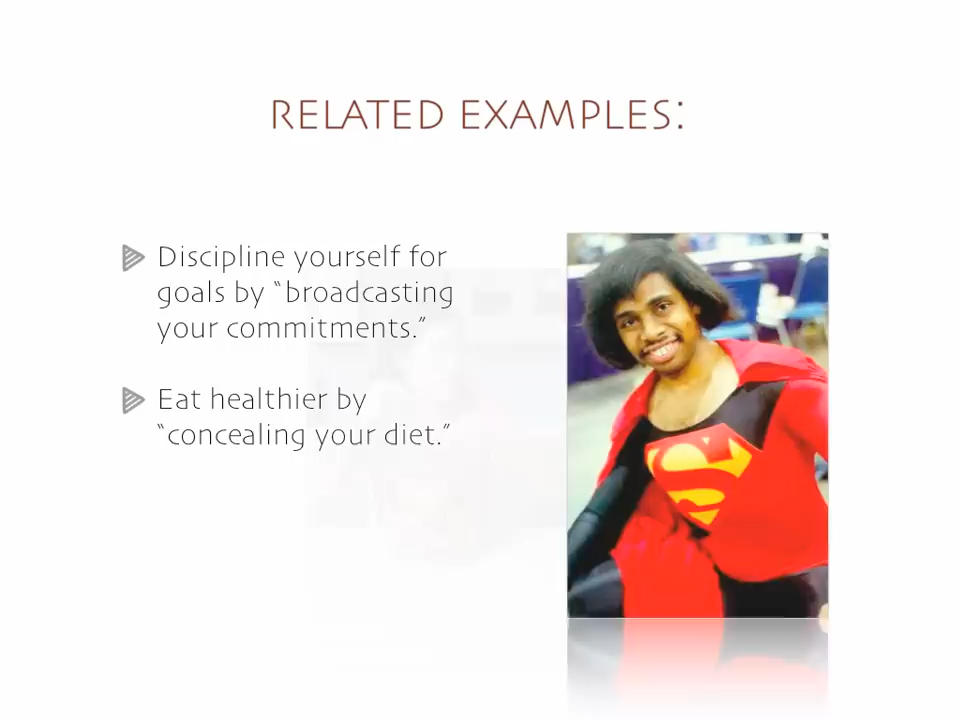 RELATED EXAMPLES:
Discipline yourself for
goals by “broadcasting
your commitments.”
Eat healthier by
“concealing your diet.”
S